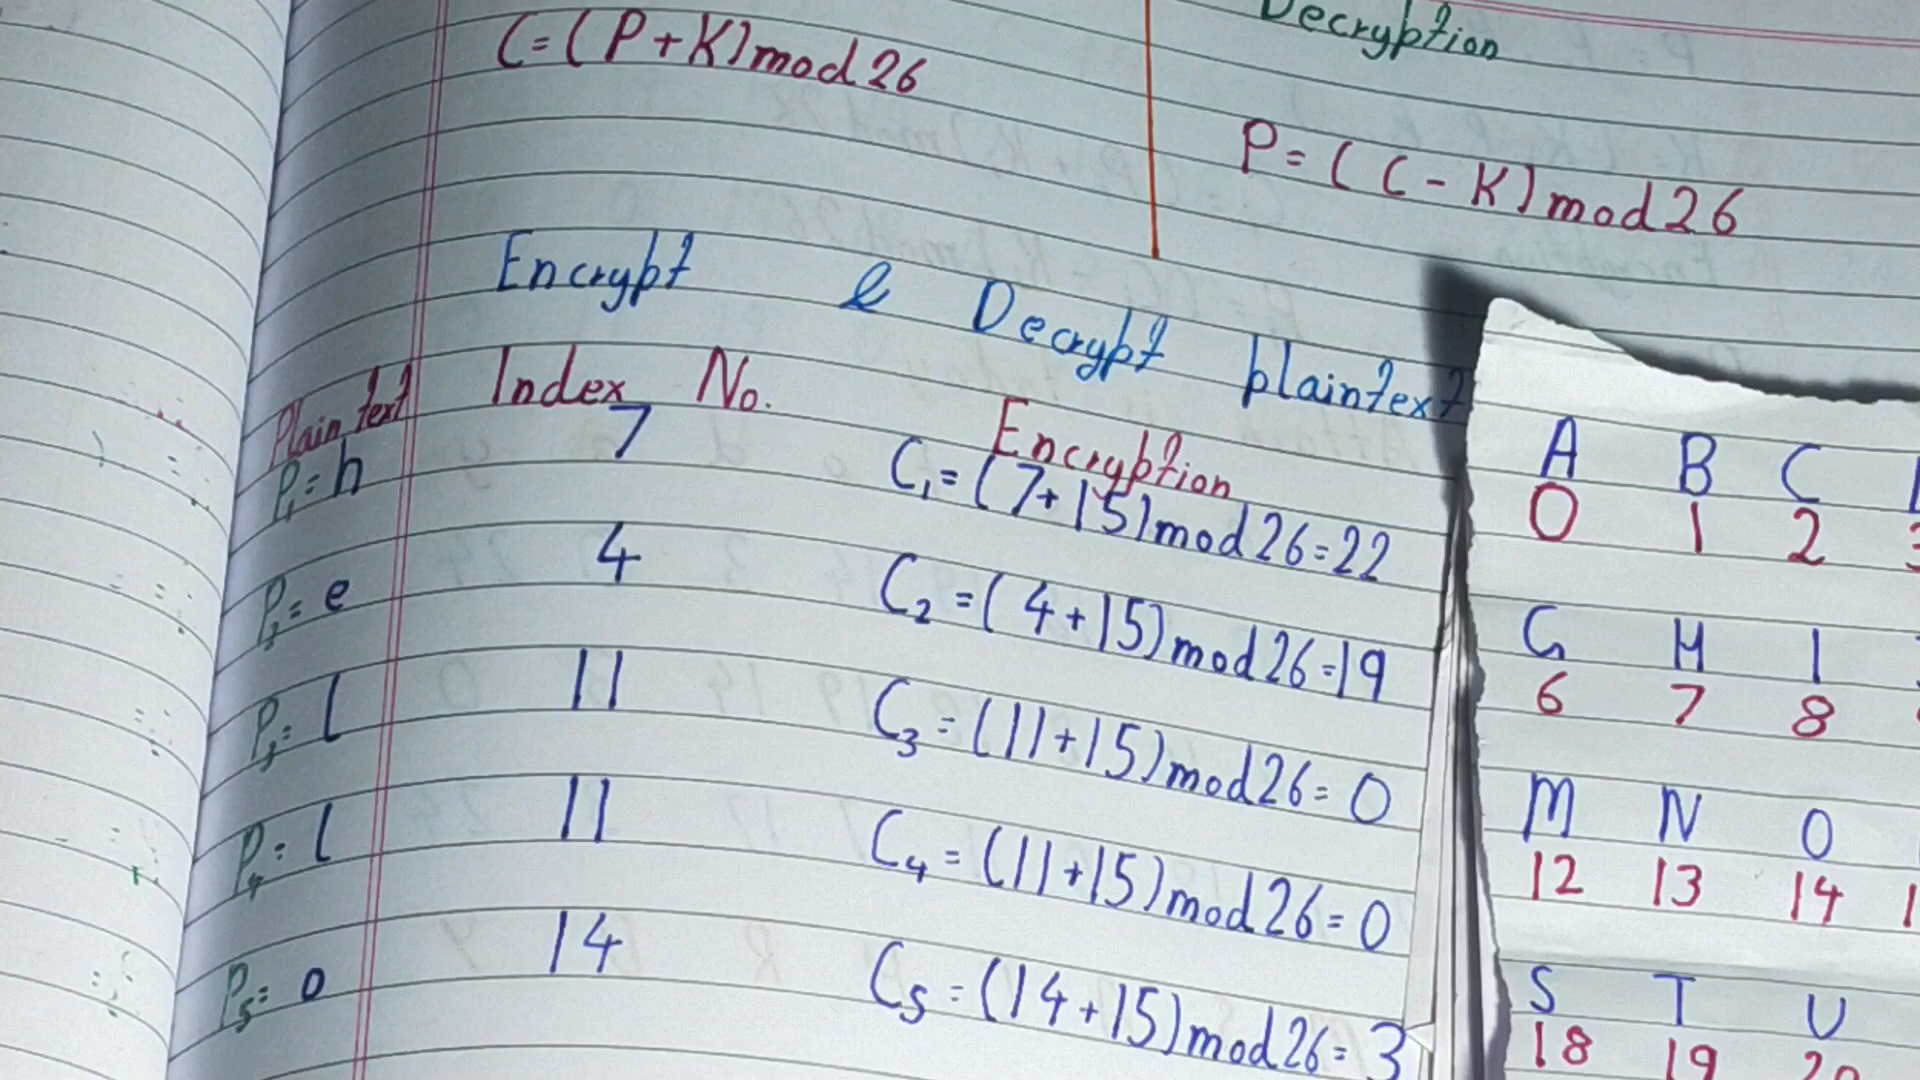 C=(P+K)mod26
Decryption
P=(C-K)mod26
Encrypt & Decrypt plaintext
Plain text Index No. Encryption
P1=h 7 C1=(7+15)mod26=22
P2=e 4 C2=(4+15)mod26=19
P3=l 11 C3=(11+15)mod26=0
P4=l 11 C4=(11+15)mod26=0
P5=o 14 C5=(14+15)mod26=3
A B C
0 1 2
G H I
6 7 8
M N O
12 13 14
S T U
18 19 20